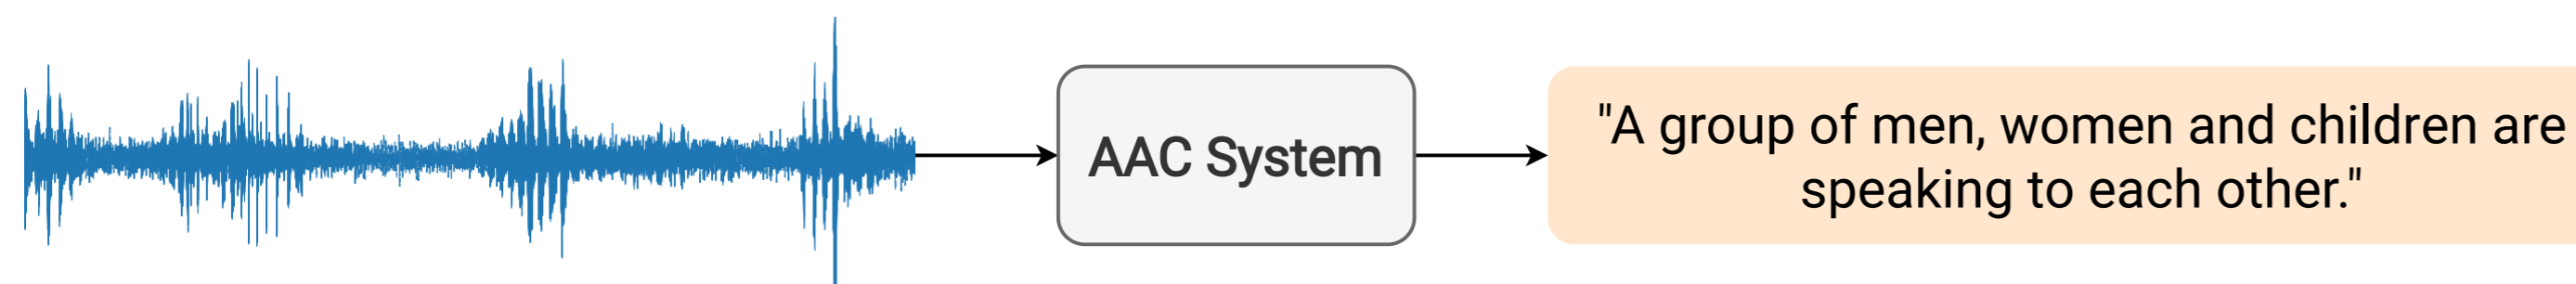 AAC System
"A group of men, women and children are
speaking to each other."